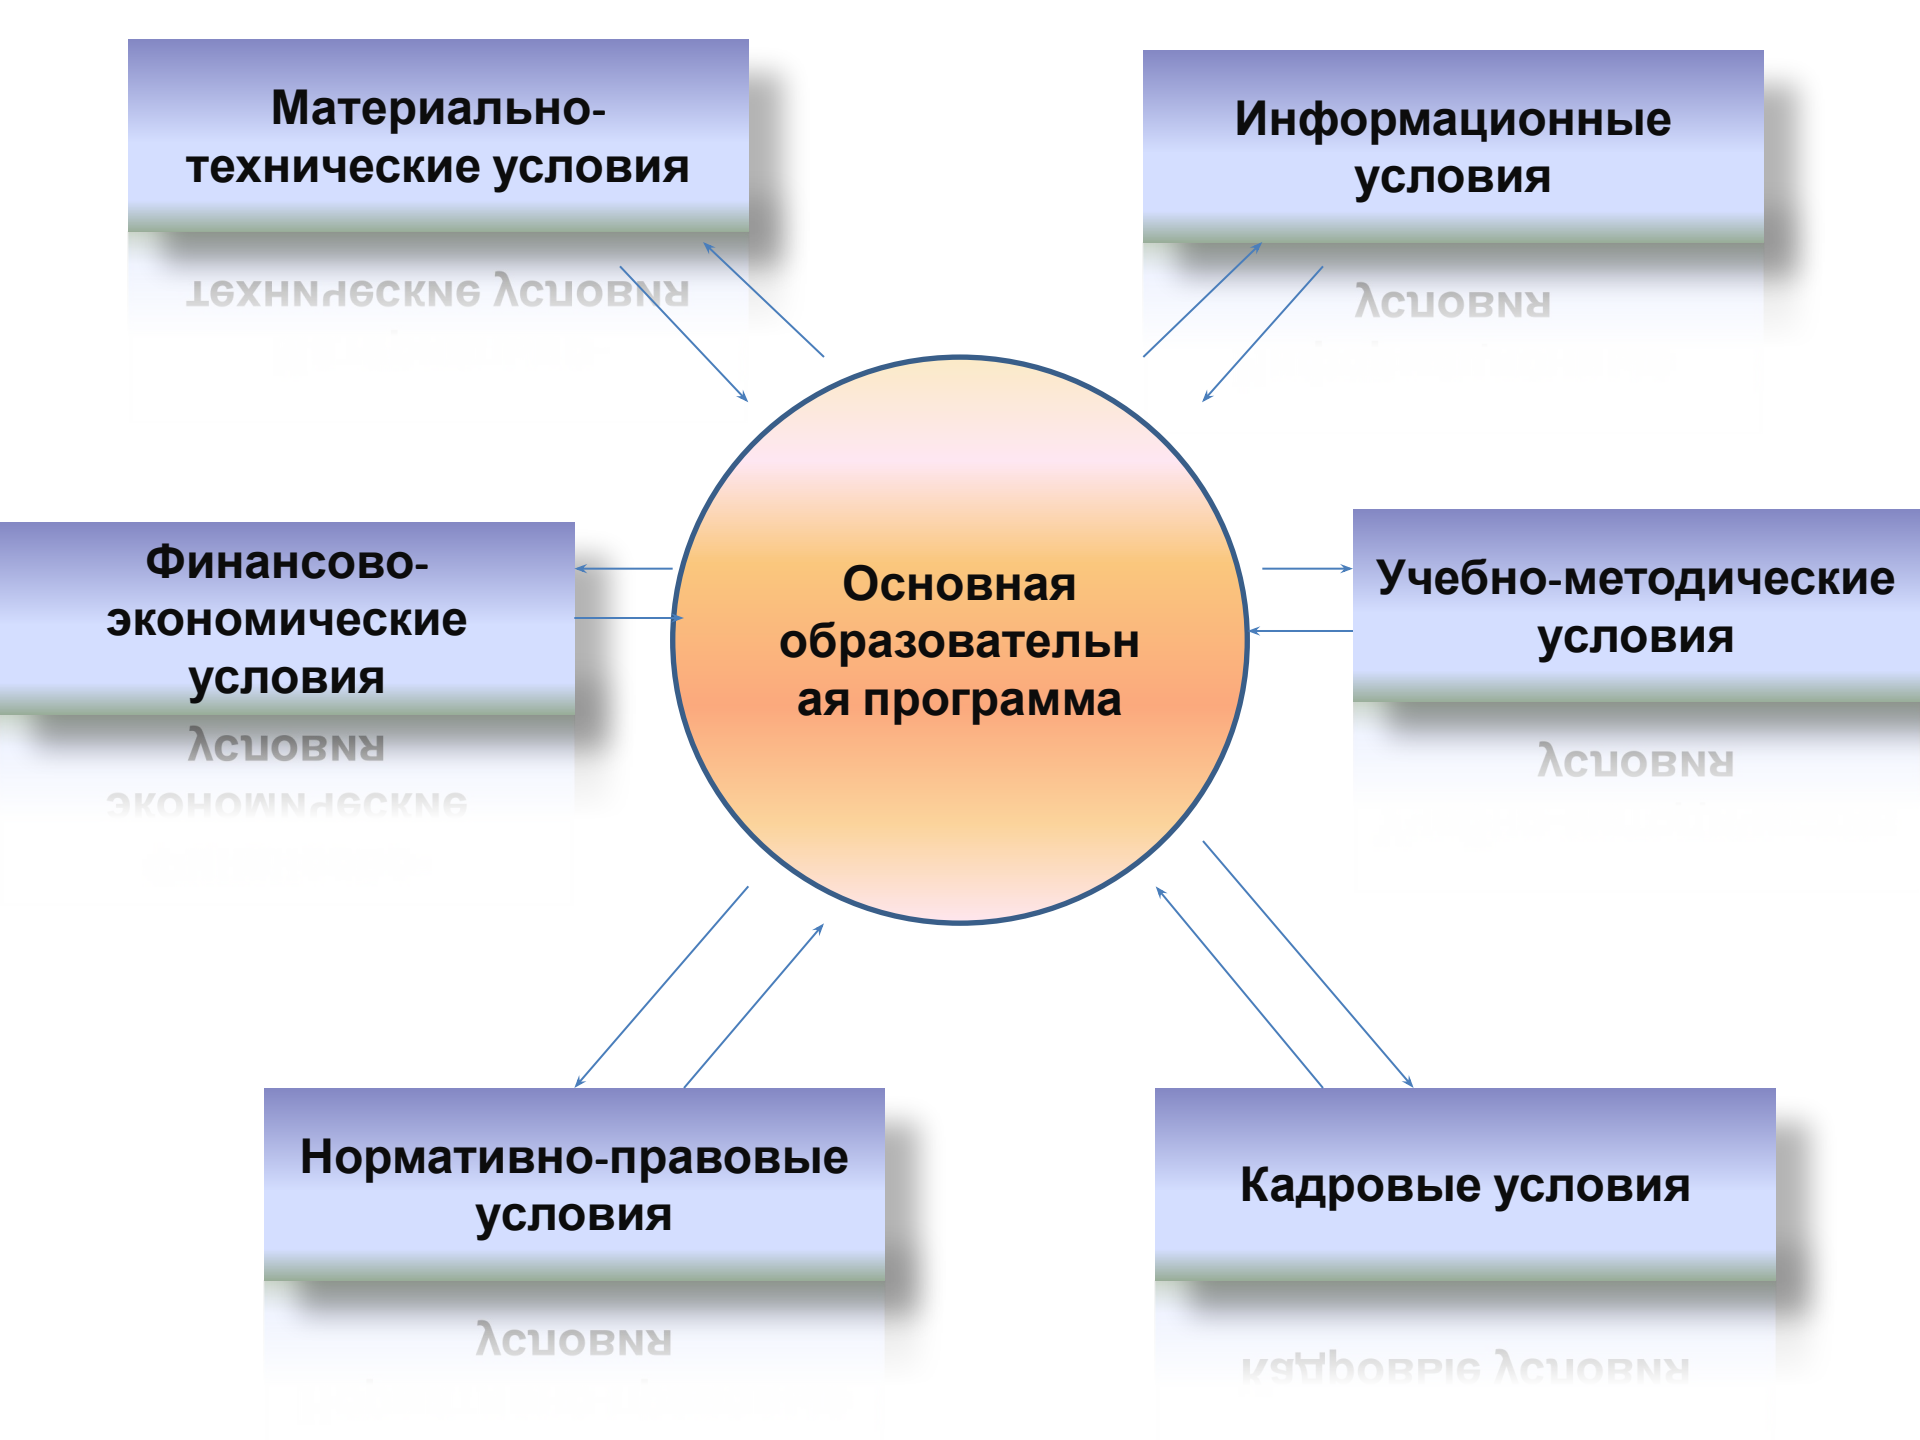 Материально-
технические условия
Информационные
условия
Финансово-
экономические
условия
Основная
образовательн
ая программа
Учебно-методические
условия
Нормативно-правовые
условия
Кадровые условия